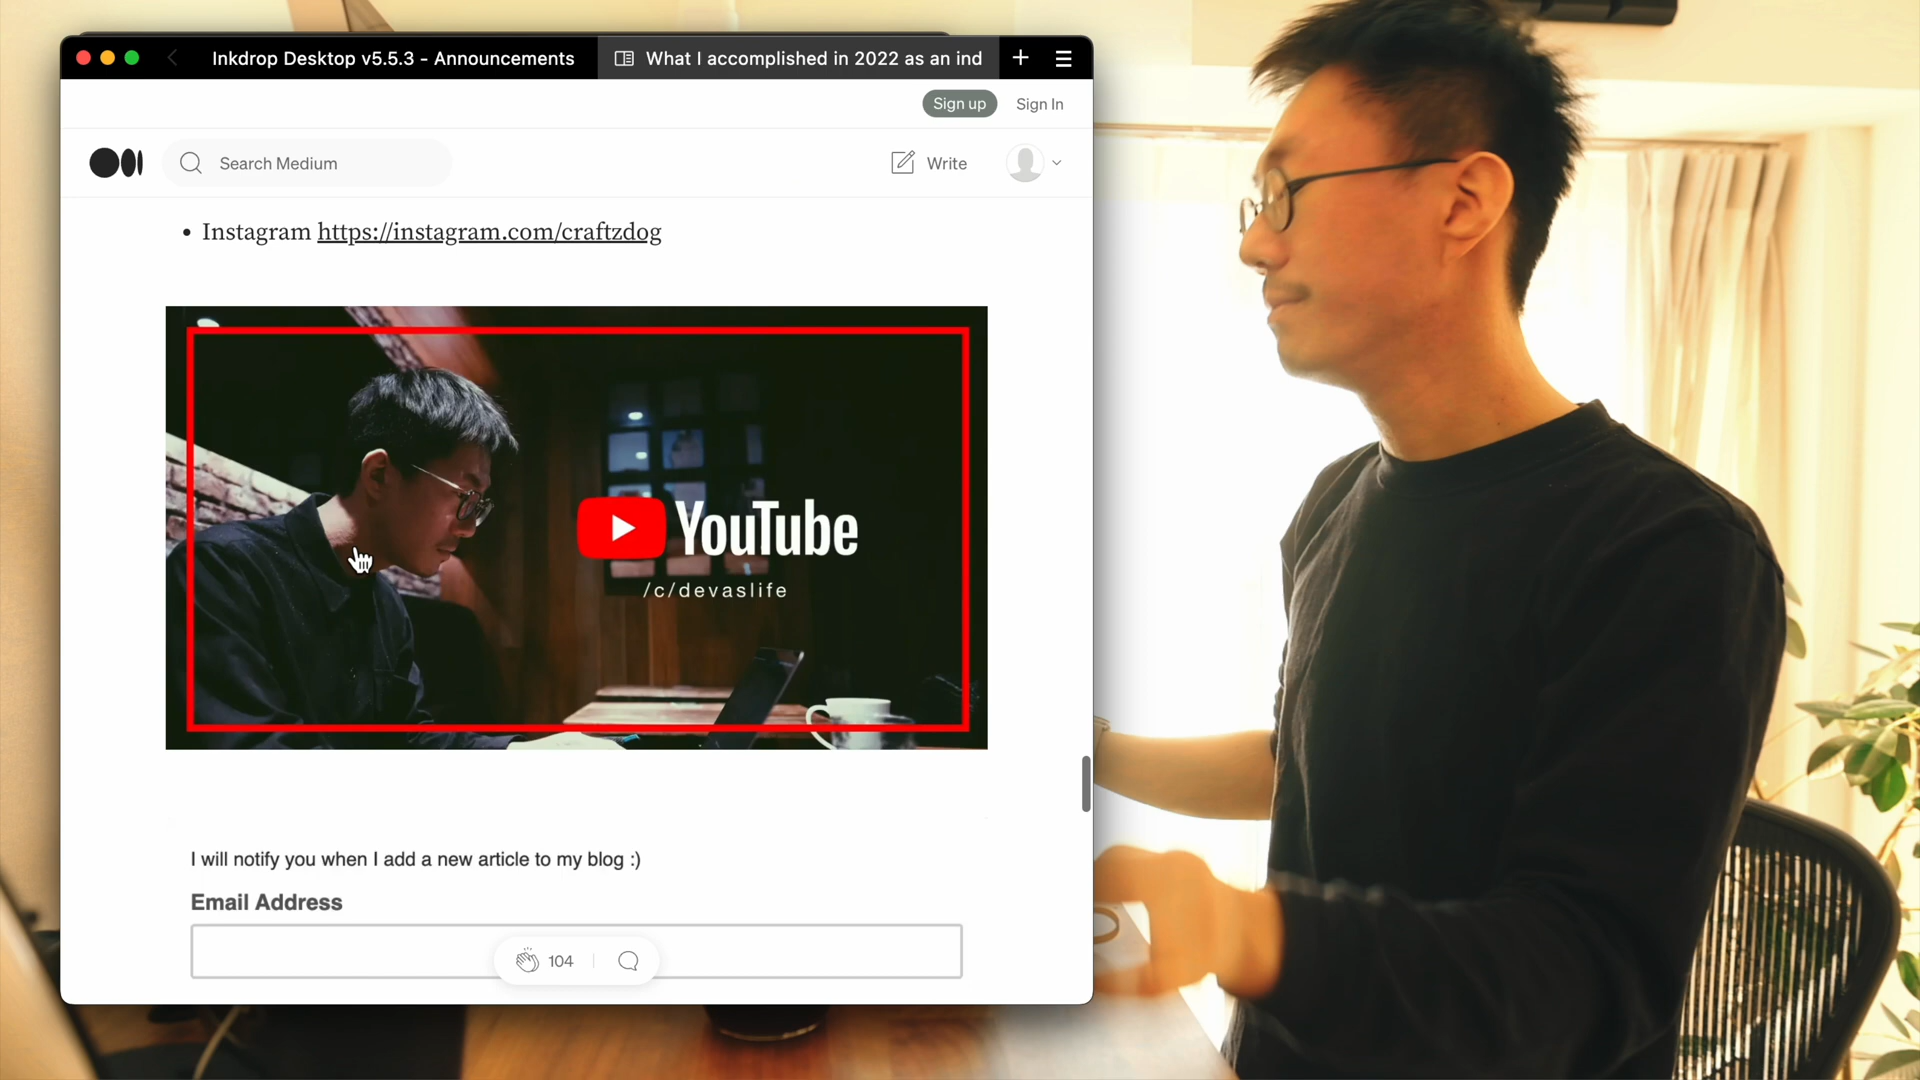 Inkdrop Desktop v5.5.3 - Announcements
What I accomplished in 2022 as an ind
Sign up
Sign In
Search Medium
Write
• Instagram https://instagram.com/craftzdog
YouTube
/c/devaslife
I will notify you when I add a new article to my blog :)
Email Address
104